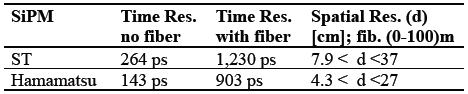 SiPM Time Res. Time Res. Spatial Res. (d)
no fiber with fiber [cm]; fib. (0-100)m
ST 264 ps 1,230 ps 7.9 < d <37
Hamamatsu 143 ps 903 ps 4.3 < d <27